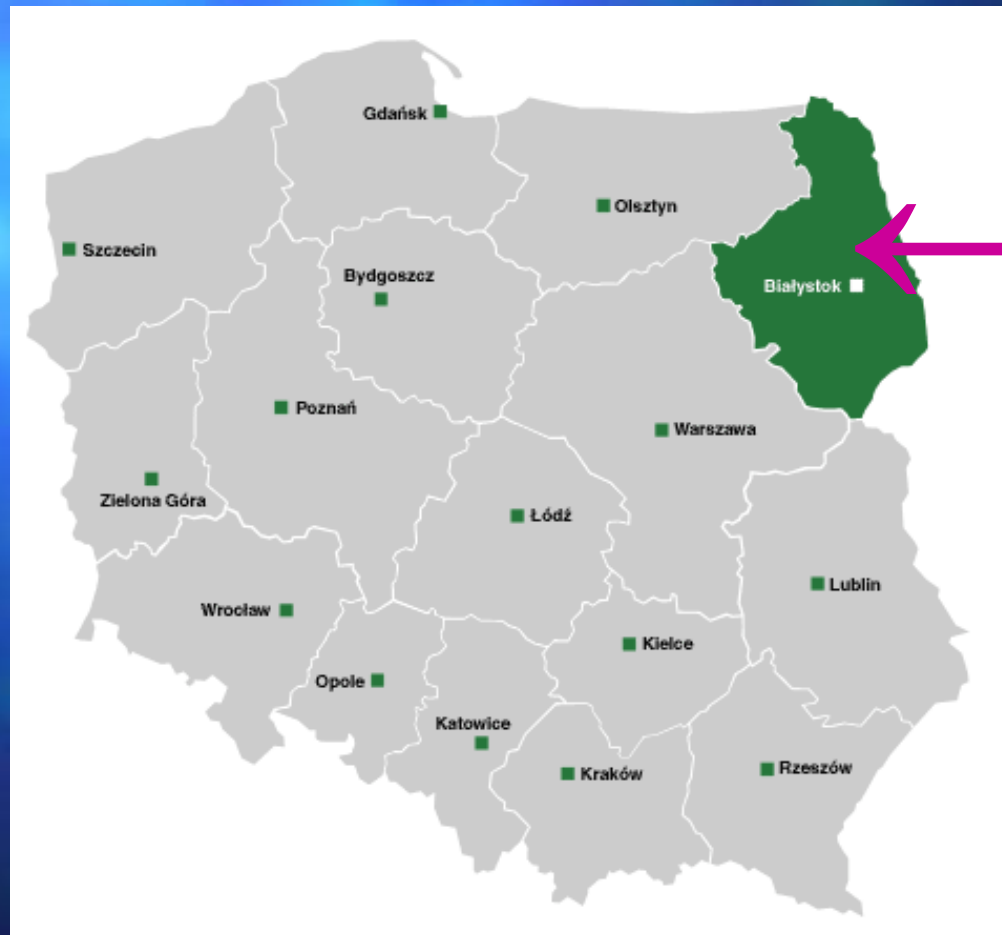 Gdańsk
Olsztyn
Szczecin
Bydgoszcz
Białystok
Poznań
Warszawa
Zielona Góra
Łódź
Lublin
Wrocław
Kielce
Opole
Katowice
Kraków
Rzeszów